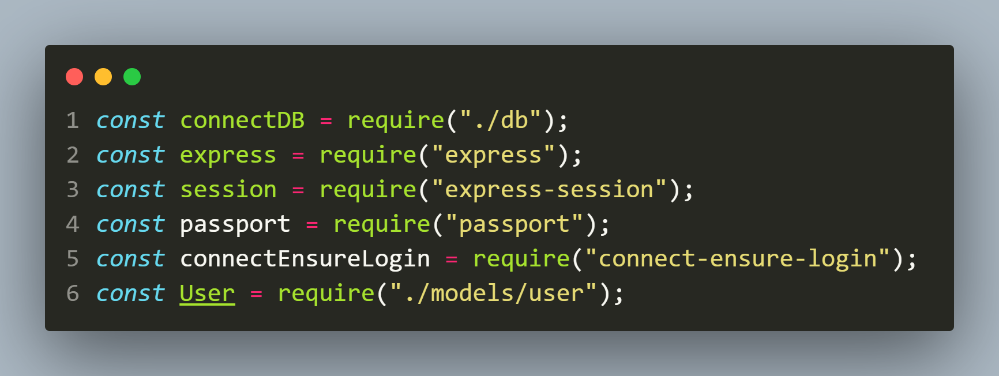 1 const connectDB = require("./db");
2 const express = require("express");
3 const session = require("express-session");
4 const passport = require("passport");
5 const connectEnsureLogin = require("connect-ensure-login");
6 const User = require("./models/user");